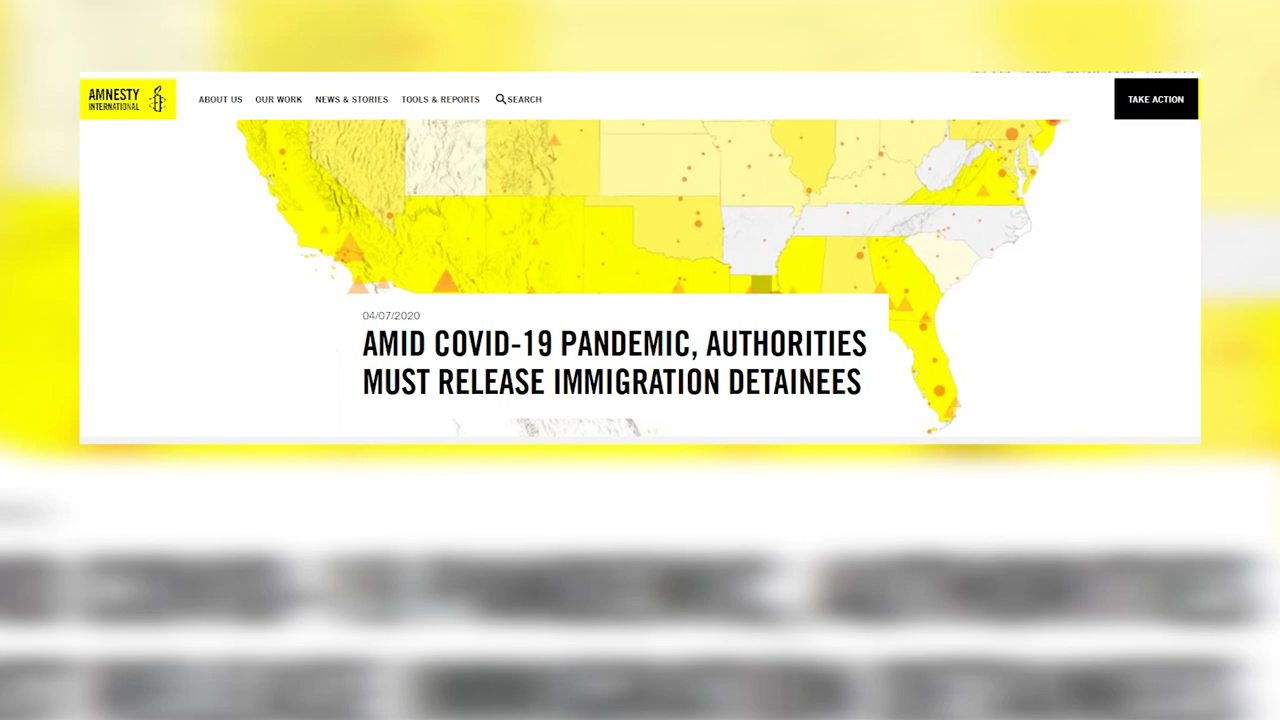 AMNESTY
INTERNATIONAL
ABOUT US
OUR WORK
NEWS & STORIES
TOOLS & REPORTS
SEARCH
TAKE ACTION
04/07/2020
AMID COVID-19 PANDEMIC, AUTHORITIES
MUST RELEASE IMMIGRATION DETAINEES